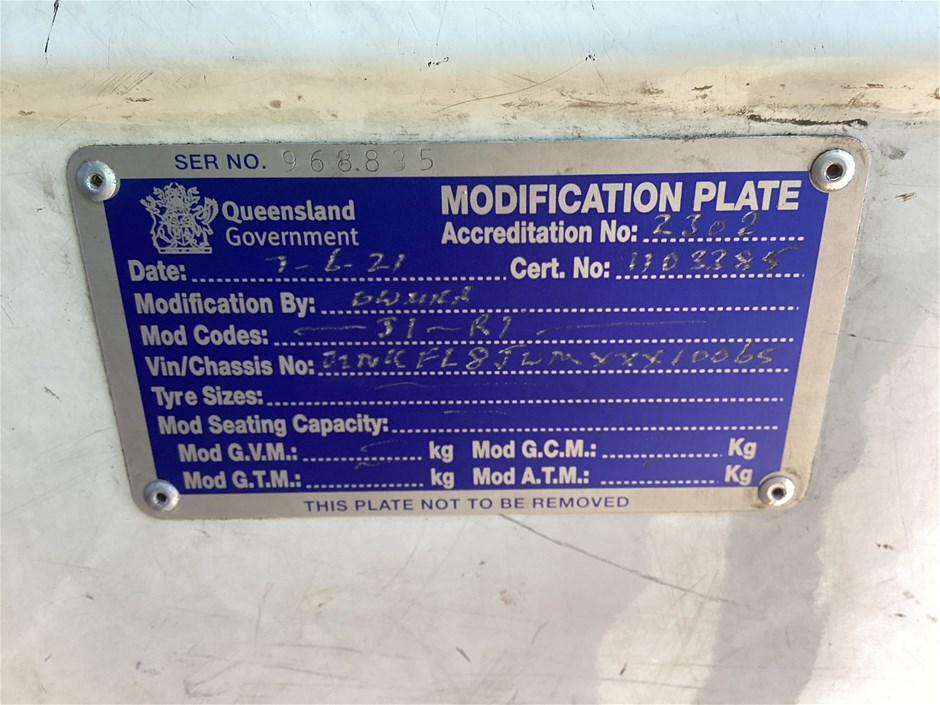 SER NO. 968835
Queensland
Government
MODIFICATION PLATE
Accreditation No: 2302
Date: 7-6-21
Cert. No: 1103385
Modification By: OWNER
Mod Codes: J1-R1
Vin/Chassis No:
Tyre Sizes:
Mod Seating Capacity:
Mod G.V.M.: kg Mod G.C.M.: Kg
Mod G.T.M.: kg Mod A.T.M.: Kg
THIS PLATE NOT TO BE REMOVED